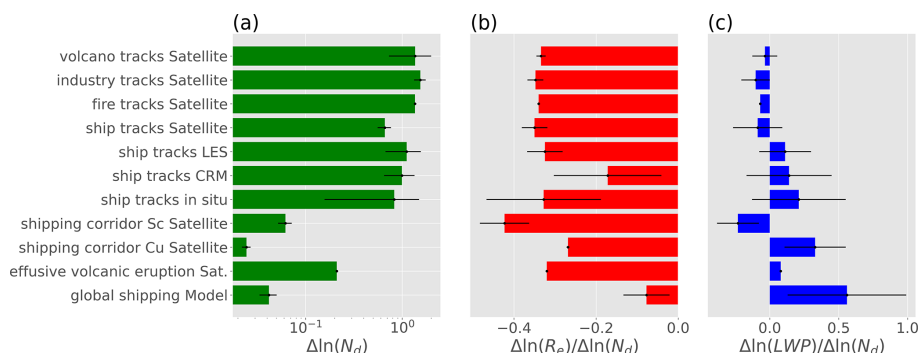 (a)
(b)
(c)
volcano tracks Satellite
industry tracks Satellite
fire tracks Satellite
ship tracks Satellite
ship tracks LES
ship tracks CRM
ship tracks in situ
shipping corridor Sc Satellite
shipping corridor Cu Satellite
effusive volcanic eruption Sat.
global shipping Model
10⁻¹ 10⁰
−0.4 −0.2 0.0
0.0 0.5 1.0
Δln(N_d)
Δln(R_e)/Δln(N_d)
Δln(LWP)/Δln(N_d)